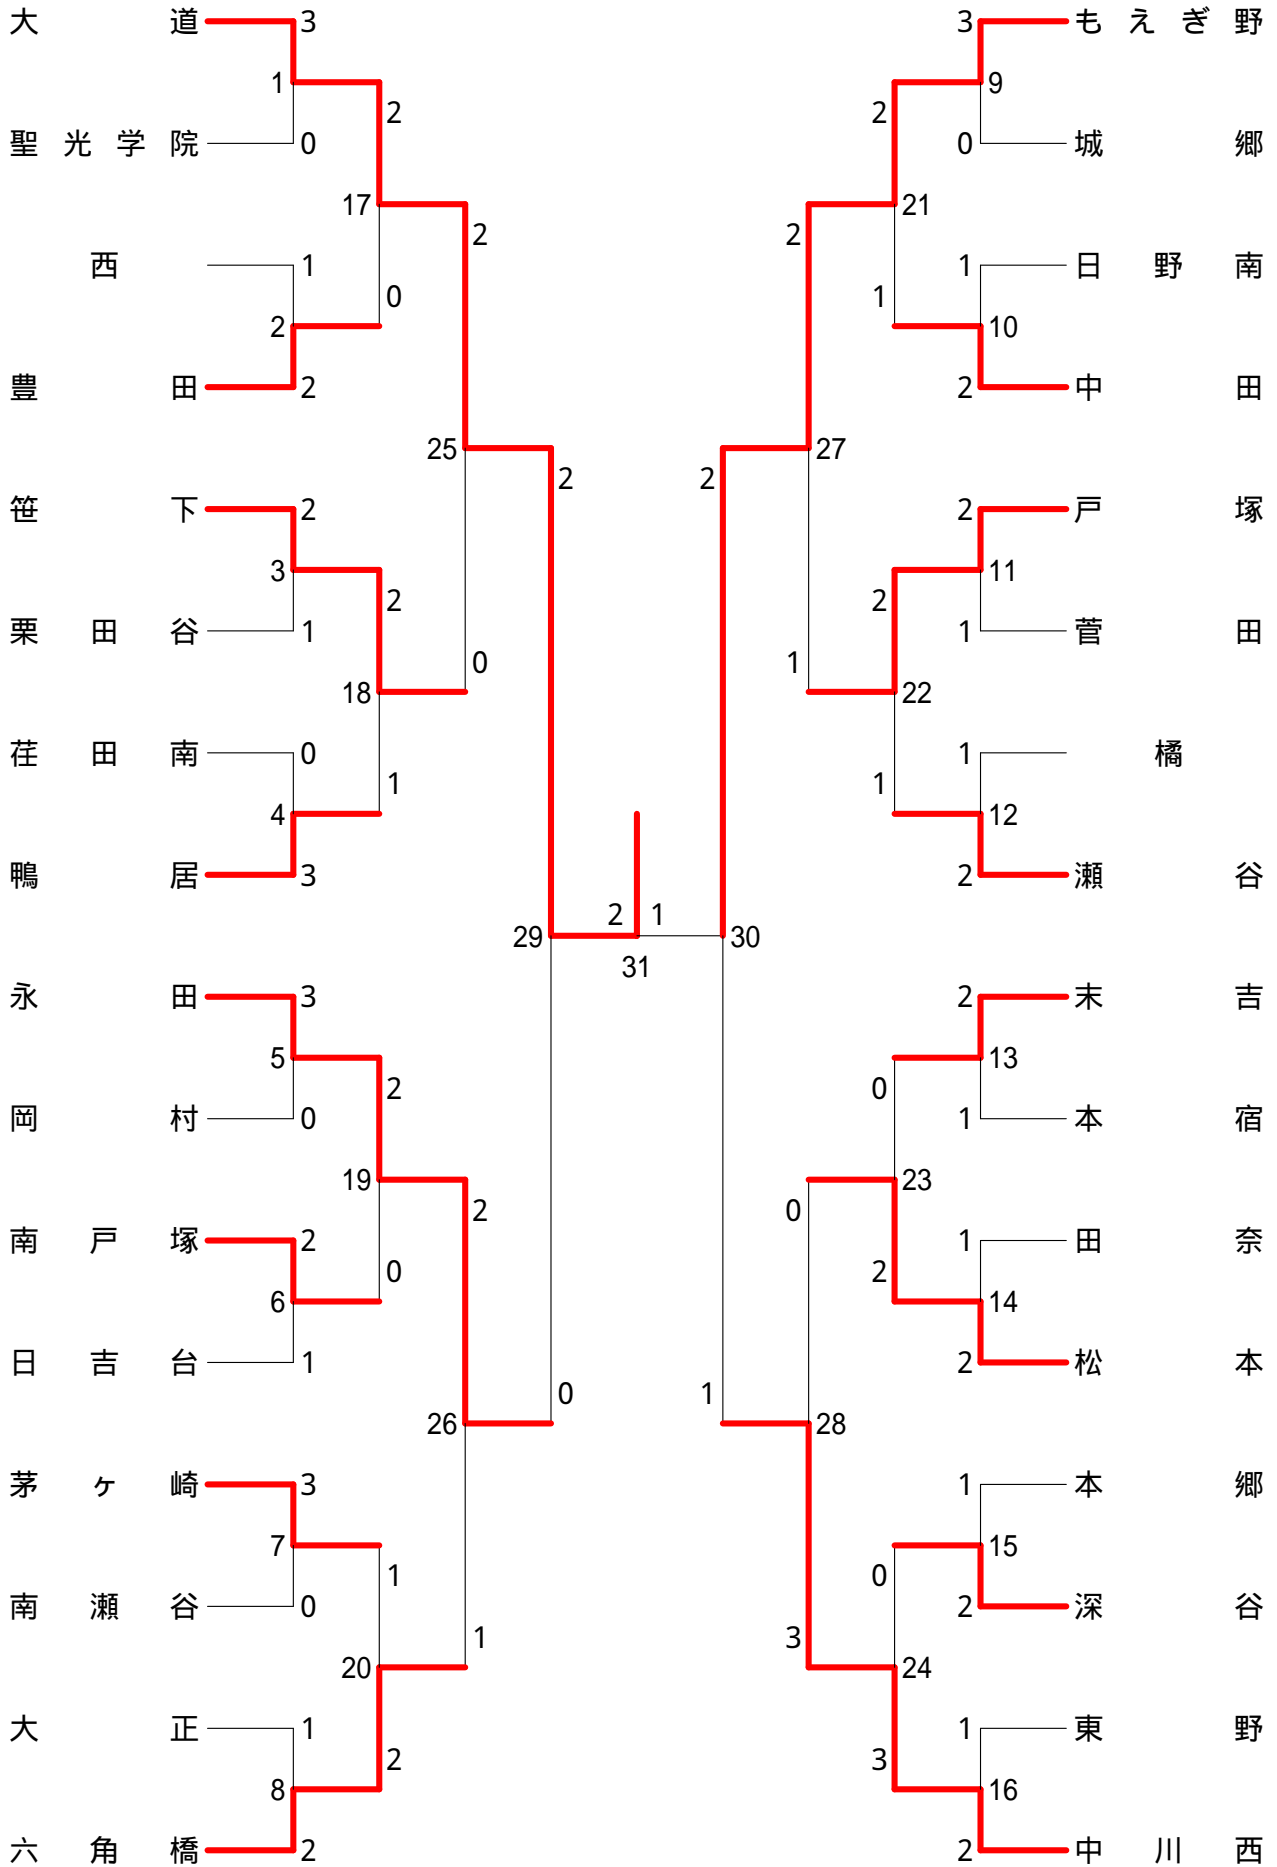 大道 3 3 もえぎ野
1 2 2 9
聖光学院 0 0 城郷
17 2 2 21
西 1 0 1 1 日野南
2 10
豊田 2 2 中田
25 2 2 27
笹下 2 2 戸塚
3 2 2 11
栗田谷 1 1 菅田
18 0 1 22
荏田南 0 1 1 1 橘
4 12
鴨居 3 2 瀬谷
29 2 1 30
31
永田 3 2 末吉
5 2 0 13
岡村 0 1 本宿
19 2 0 23
南戸塚 2 0 2 1 田奈
6 14
日吉台 1 2 松本
26 0 1 28
茅ヶ崎 3 1 本郷
7 1 0 15
南瀬谷 0 2 深谷
20 1 3 24
大正 1 2 3 1 東野
8 16
六角橋 2 2 中川西